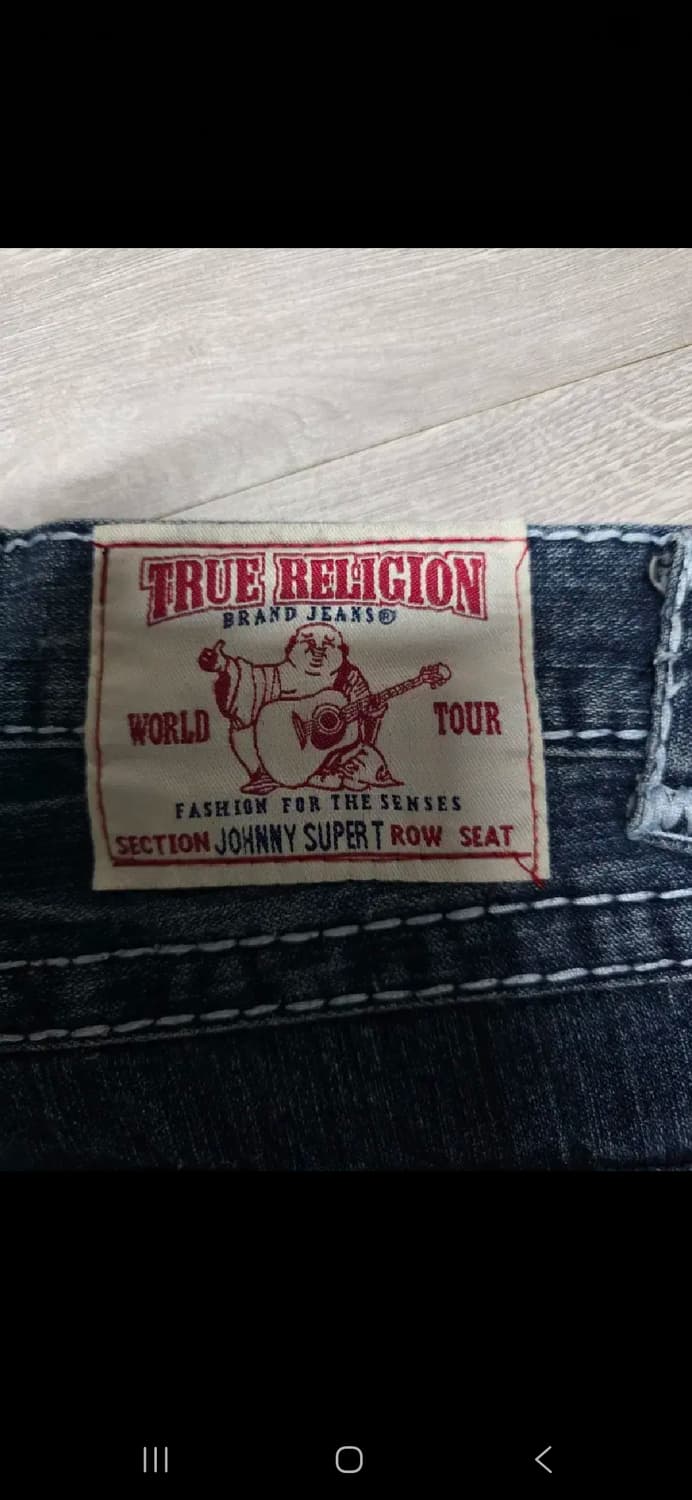 TRUE RELIGION
BRAND JEANS®
WORLD TOUR
FASHION FOR THE SENSES
SECTION JOHNNY SUPER T ROW SEAT